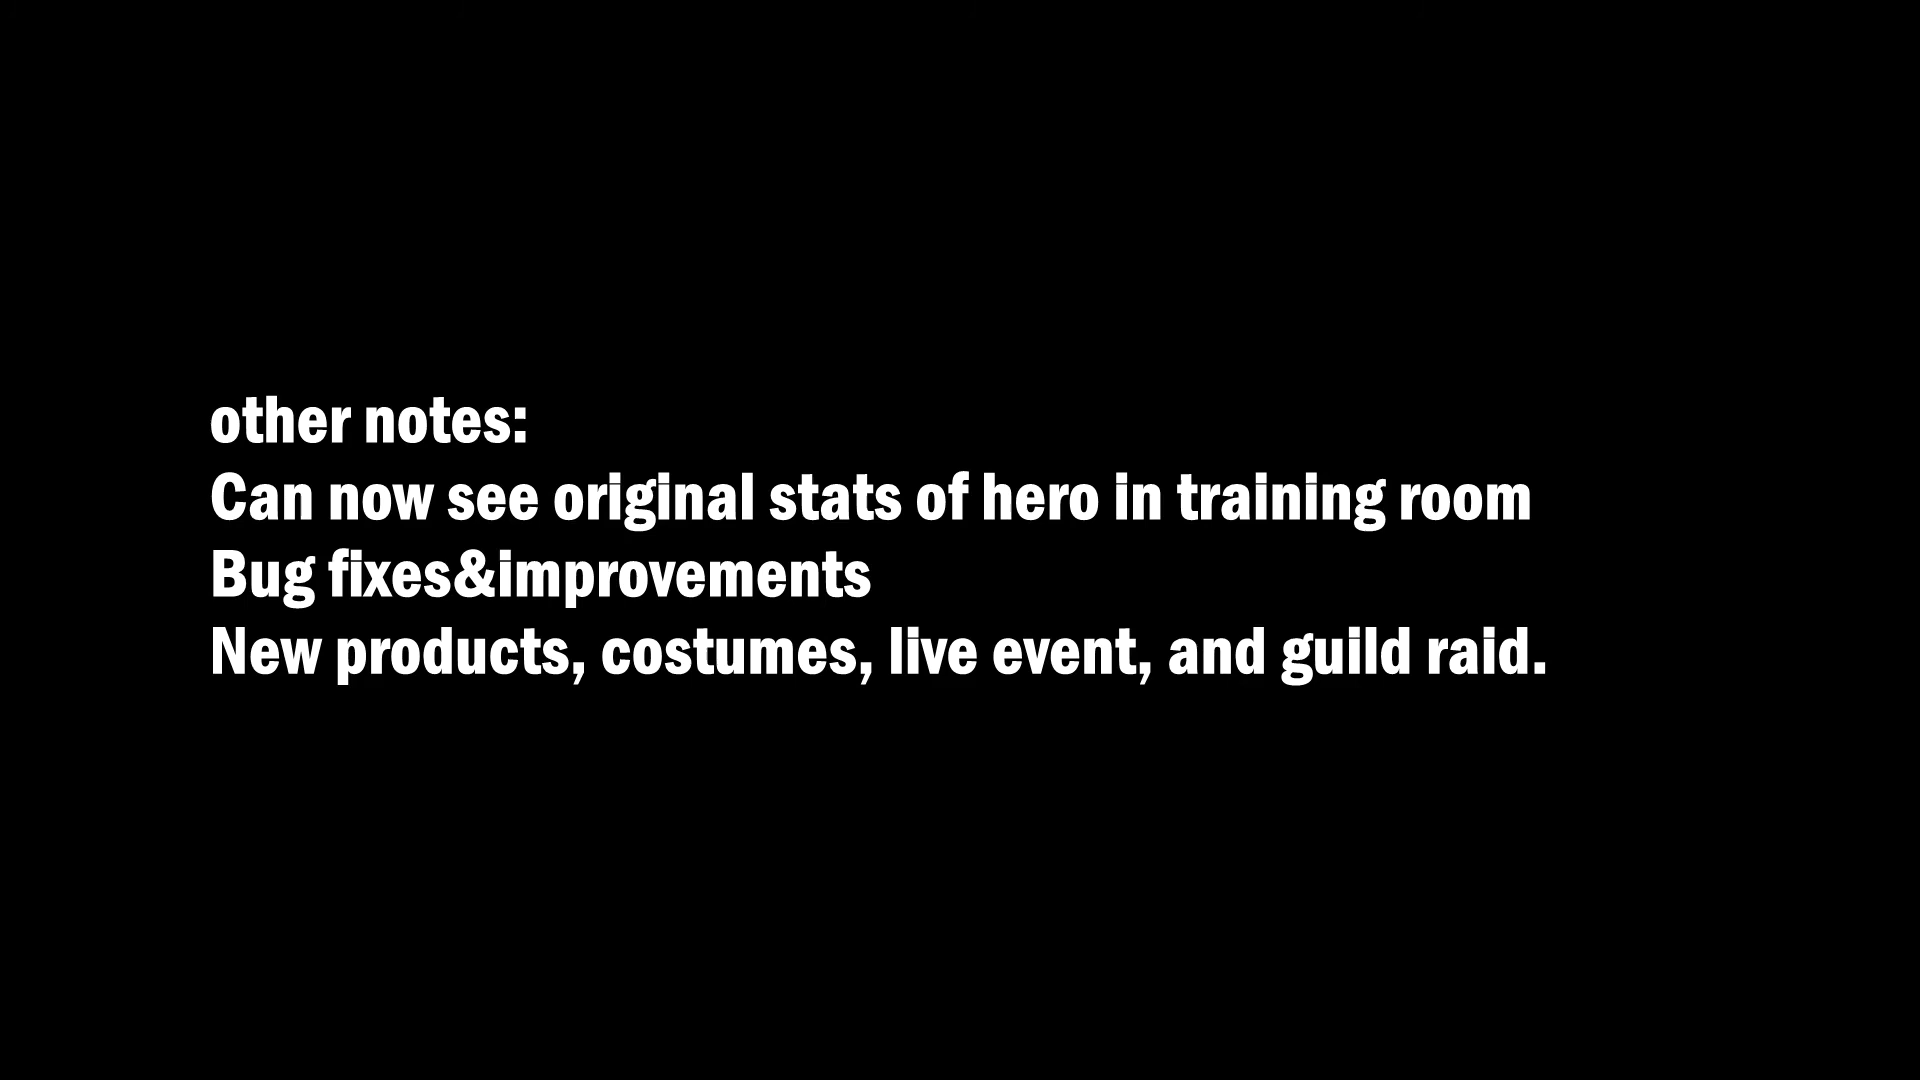 other notes:
Can now see original stats of hero in training room
Bug fixes&improvements
New products, costumes, live event, and guild raid.